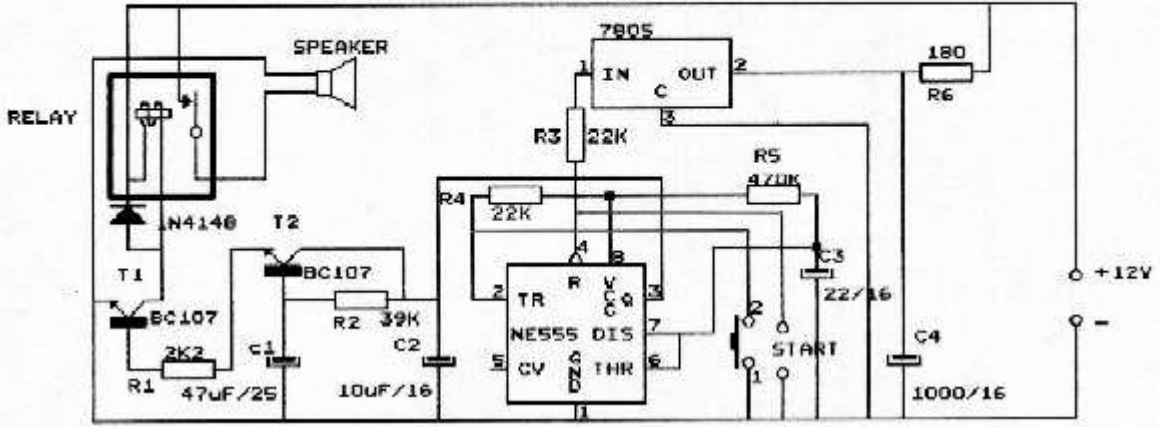 7805
SPEAKER
1 IN OUT 2
180
C
R6
RELAY
3
R3 22K
R5
470K
R4
22K
1N4148
T2
4
8
C3
T1
BC107
R
VCC
+12V
2 TR Q 3
22/16
BC107
R2 39K
C2
NE555 DIS 7
2
-
2K2
C1
START
C4
R1
5 CV GND THR 6
1
47uF/25
10uF/16
1
1000/16